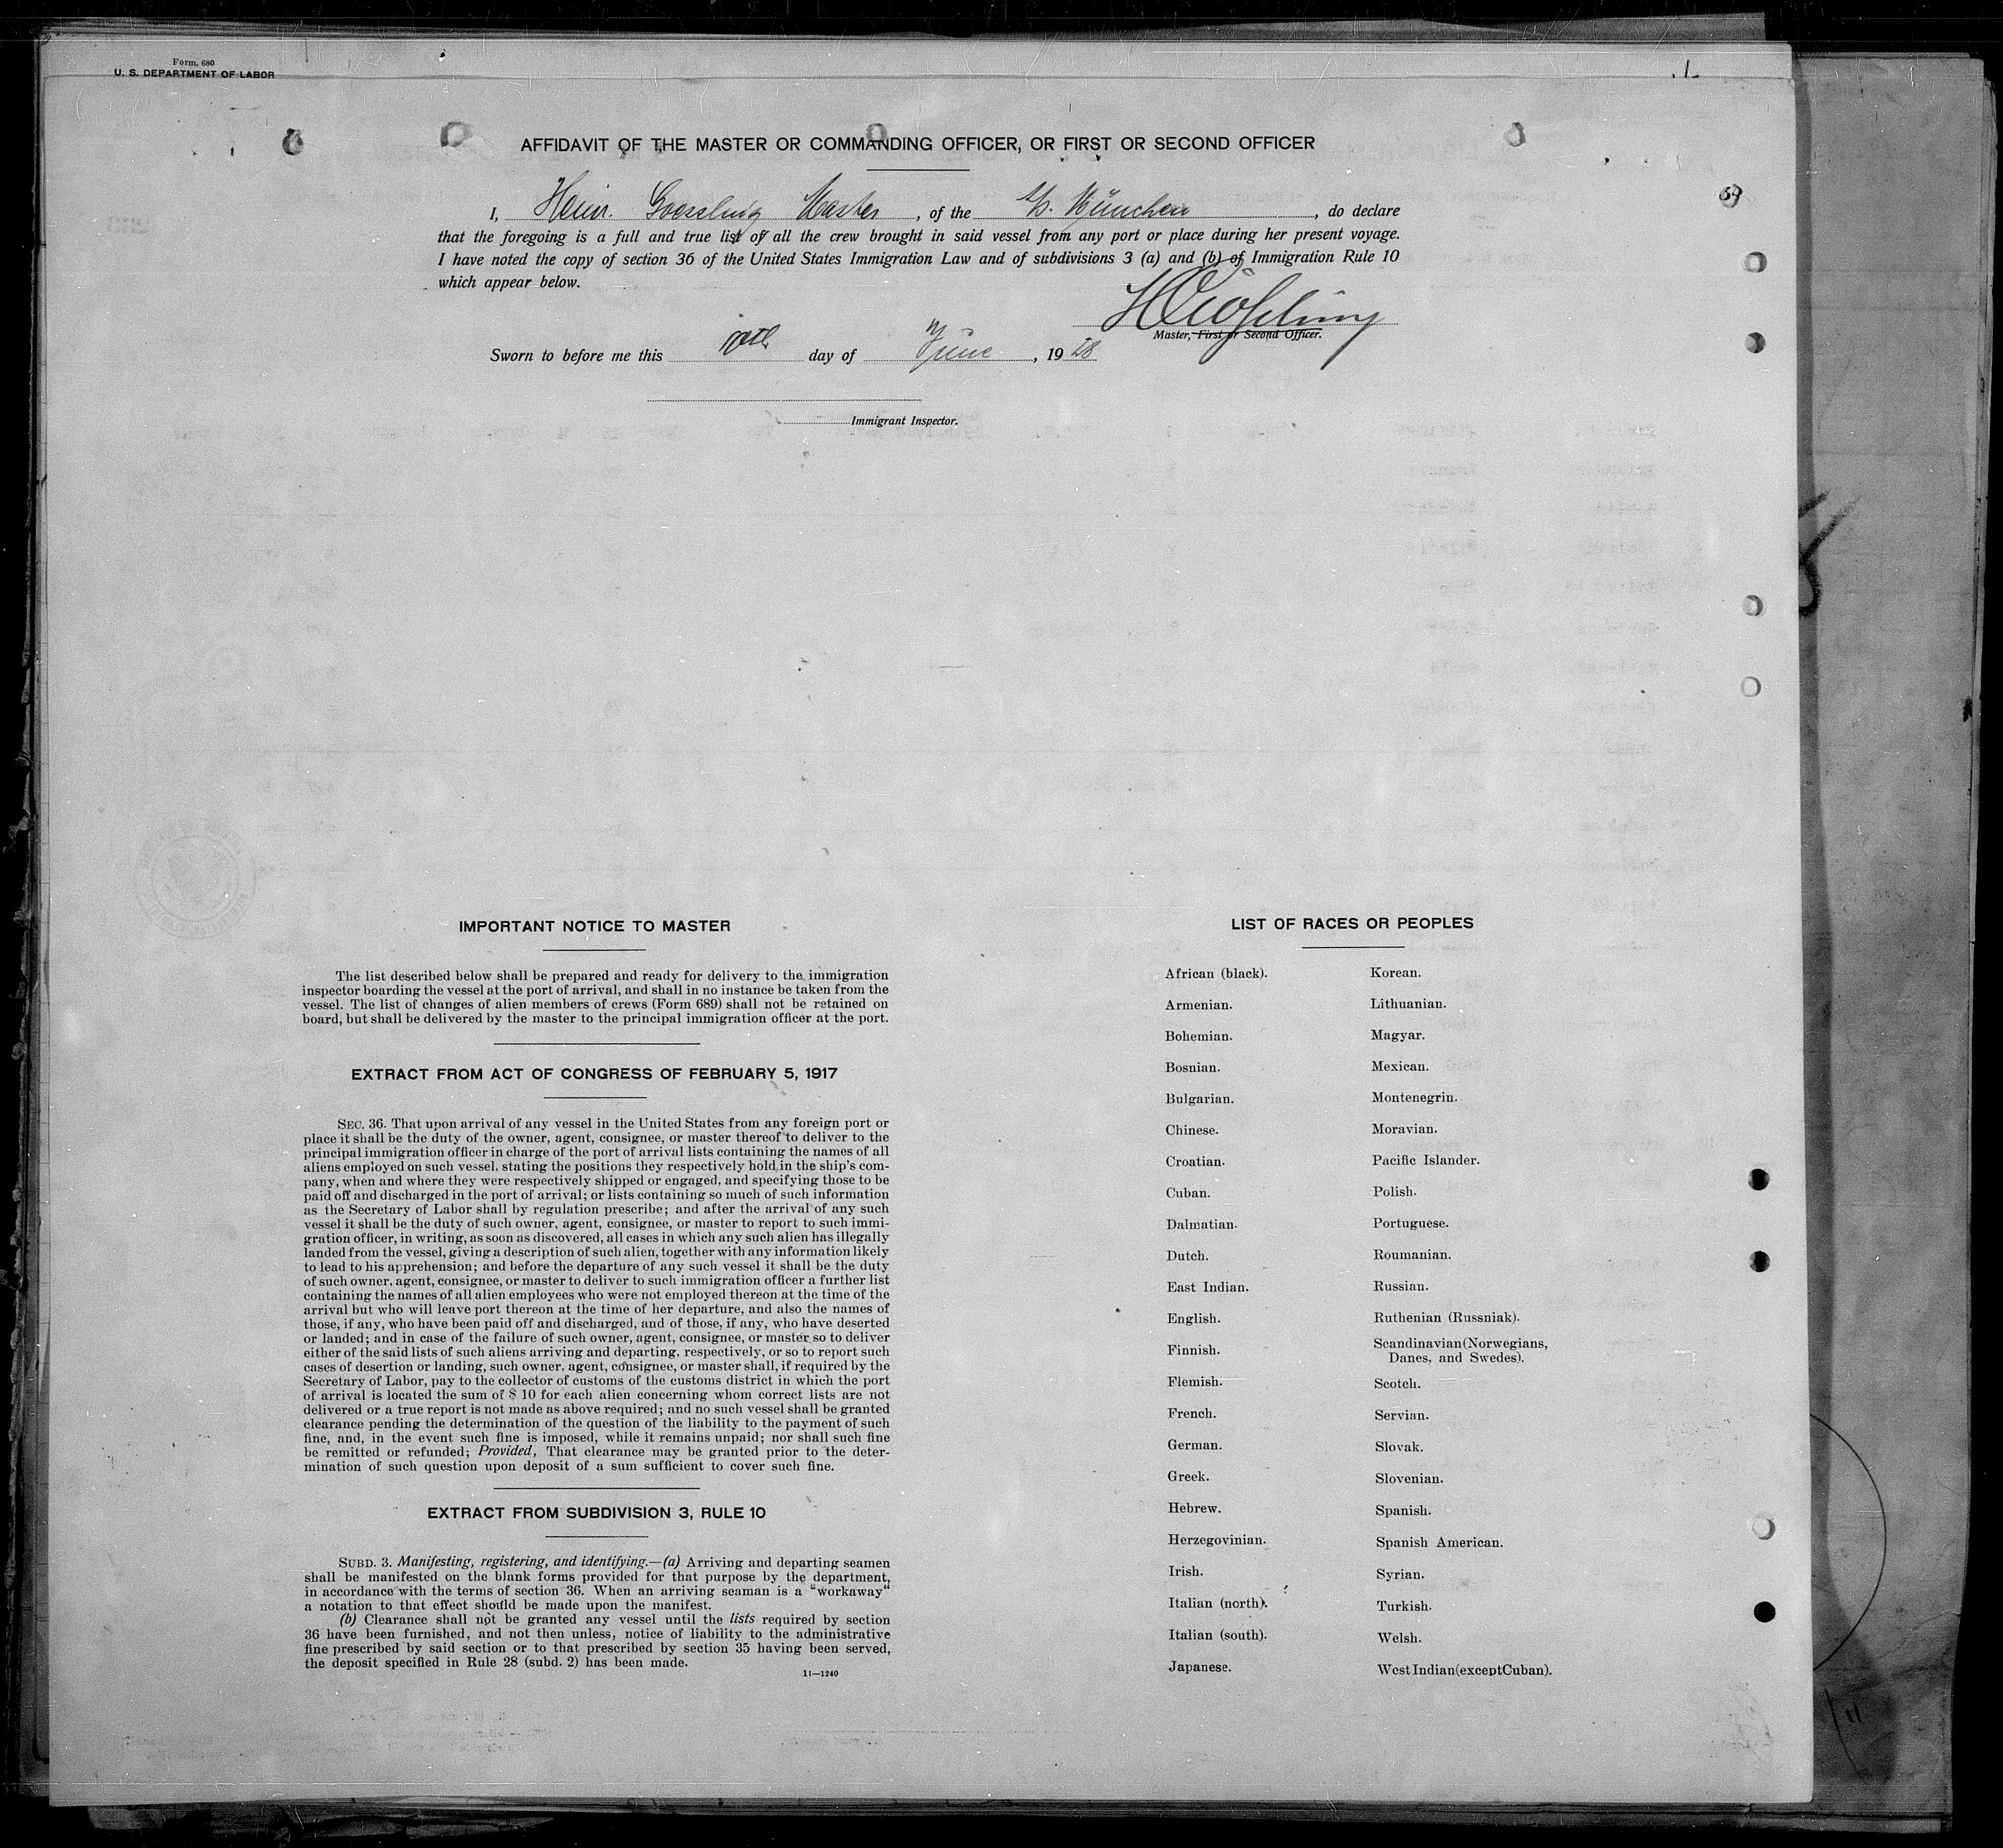 Form. 680
U. S. DEPARTMENT OF LABOR
1
AFFIDAVIT OF THE MASTER OR COMMANDING OFFICER, OR FIRST OR SECOND OFFICER
59
I, Heinr. Goessling Master, of the S/S. München, do declare
that the foregoing is a full and true list of all the crew brought in said vessel from any port or place during her present voyage.
I have noted the copy of section 36 of the United States Immigration Law and of subdivisions 3 (a) and (b) of Immigration Rule 10
which appear below.
Master, First or Second Officer.
Sworn to before me this day of June, 1928
Immigrant Inspector.
IMPORTANT NOTICE TO MASTER
The list described below shall be prepared and ready for delivery to the immigration
inspector boarding the vessel at the port of arrival, and shall in no instance be taken from the
vessel. The list of changes of alien members of crews (Form 689) shall not be retained on
board, but shall be delivered by the master to the principal immigration officer at the port.
EXTRACT FROM ACT OF CONGRESS OF FEBRUARY 5, 1917
SEC. 36. That upon arrival of any vessel in the United States from any foreign port or
place it shall be the duty of the owner, agent, consignee, or master thereof to deliver to the
principal immigration officer in charge of the port of arrival lists containing the names of all
aliens employed on such vessel, stating the positions they respectively hold in the ship's com-
pany, when and where they were respectively shipped or engaged, and specifying those to be
paid off and discharged in the port of arrival; or lists containing so much of such information
as the Secretary of Labor shall by regulation prescribe; and after the arrival of any such
vessel it shall be the duty of such owner, agent, consignee, or master to report to such immi-
gration officer, in writing, as soon as discovered, all cases in which any such alien has illegally
landed from the vessel, giving a description of such alien, together with any information likely
to lead to his apprehension; and before the departure of any such vessel it shall be the duty
of such owner, agent, consignee, or master to deliver to such immigration officer a further list
containing the names of all alien employees who were not employed thereon at the time of the
arrival but who will leave port thereon at the time of her departure, and also the names of
those, if any, who have been paid off and discharged, and of those, if any, who have deserted
or landed; and in case of the failure of such owner, agent, consignee, or master so to deliver
either of the said lists of such aliens arriving and departing, respectively, or so to report such
cases of desertion or landing, such owner, agent, consignee, or master shall, if required by the
Secretary of Labor, pay to the collector of customs of the customs district in which the port
of arrival is located the sum of $ 10 for each alien concerning whom correct lists are not
delivered or a true report is not made as above required; and no such vessel shall be granted
clearance pending the determination of the question of the liability to the payment of such
fine, and, in the event such fine is imposed, while it remains unpaid; nor shall such fine
be remitted or refunded; Provided, That clearance may be granted prior to the deter-
mination of such question upon deposit of a sum sufficient to cover such fine.
EXTRACT FROM SUBDIVISION 3, RULE 10
SUBD. 3. Manifesting, registering, and identifying.—(a) Arriving and departing seamen
shall be manifested on the blank forms provided for that purpose by the department,
in accordance with the terms of section 36. When an arriving seaman is a "workaway"
a notation to that effect should be made upon the manifest.
(b) Clearance shall not be granted any vessel until the lists required by section
36 have been furnished, and not then unless, notice of liability to the administrative
fine prescribed by said section or to that prescribed by section 35 having been served,
the deposit specified in Rule 28 (subd. 2) has been made.
11—1240
LIST OF RACES OR PEOPLES
African (black).
Armenian.
Bohemian.
Bosnian.
Bulgarian.
Chinese.
Croatian.
Cuban.
Dalmatian.
Dutch.
East Indian.
English.
Finnish.
Flemish.
French.
German.
Greek.
Hebrew.
Herzegovinian.
Irish.
Italian (north).
Italian (south).
Japanese.
Korean.
Lithuanian.
Magyar.
Mexican.
Montenegrin.
Moravian.
Pacific Islander.
Polish.
Portuguese.
Roumanian.
Russian.
Ruthenian (Russniak).
Scandinavian (Norwegians,
Danes, and Swedes).
Scotch.
Servian.
Slovak.
Slovenian.
Spanish.
Spanish American.
Syrian.
Turkish.
Welsh.
West Indian (except Cuban).